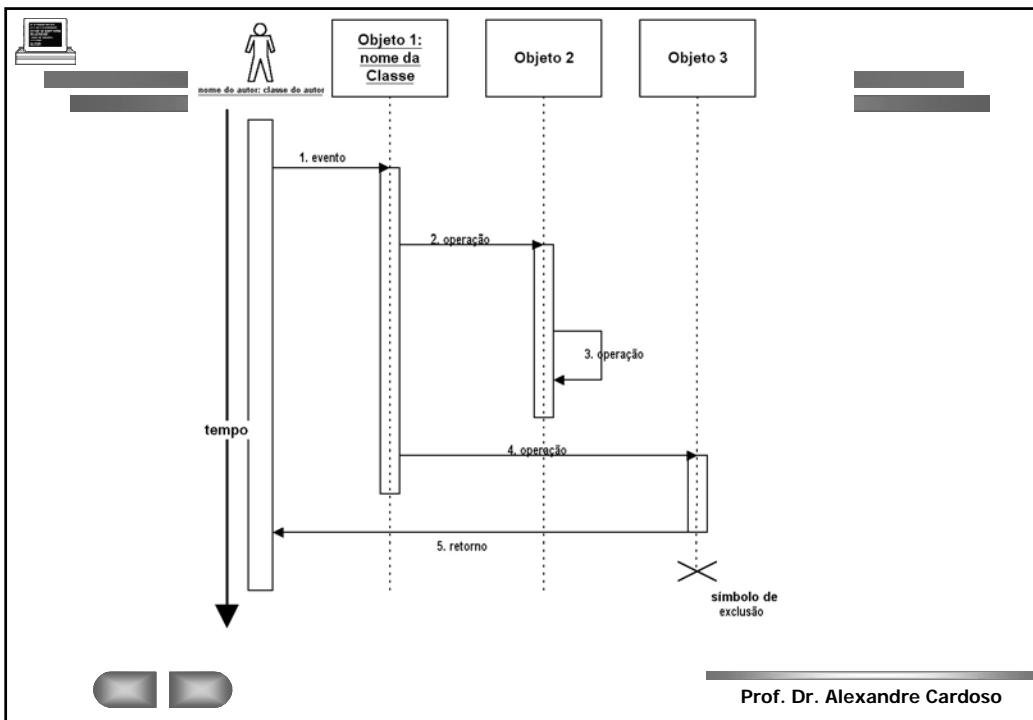 Objeto 1:
nome da
Classe
Objeto 2
Objeto 3
nome do autor: classe do autor
1. evento
2. operação
3. operação
tempo
4. operação
5. retorno
símbolo de
exclusão
Prof. Dr. Alexandre Cardoso